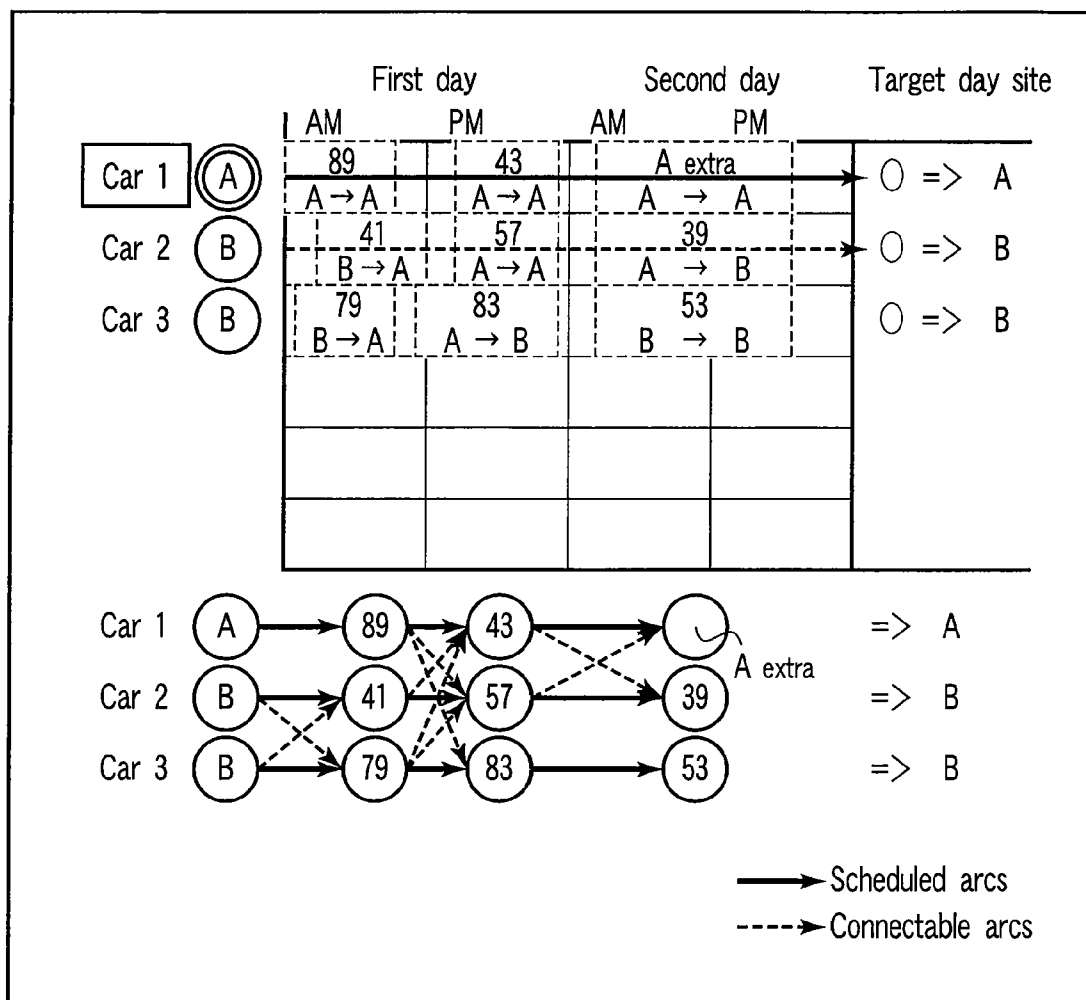 First day Second day Target day site
AM PM AM PM
Car 1 A 89 43 A extra ○ => A
A → A A → A A → A
Car 2 B 41 57 39 ○ => B
B → A A → A A → B
Car 3 B 79 83 53 ○ => B
B → A A → B B → B
Car 1 A 89 43 => A
A extra
Car 2 B 41 57 39 => B
Car 3 B 79 83 53 => B
Scheduled arcs
Connectable arcs